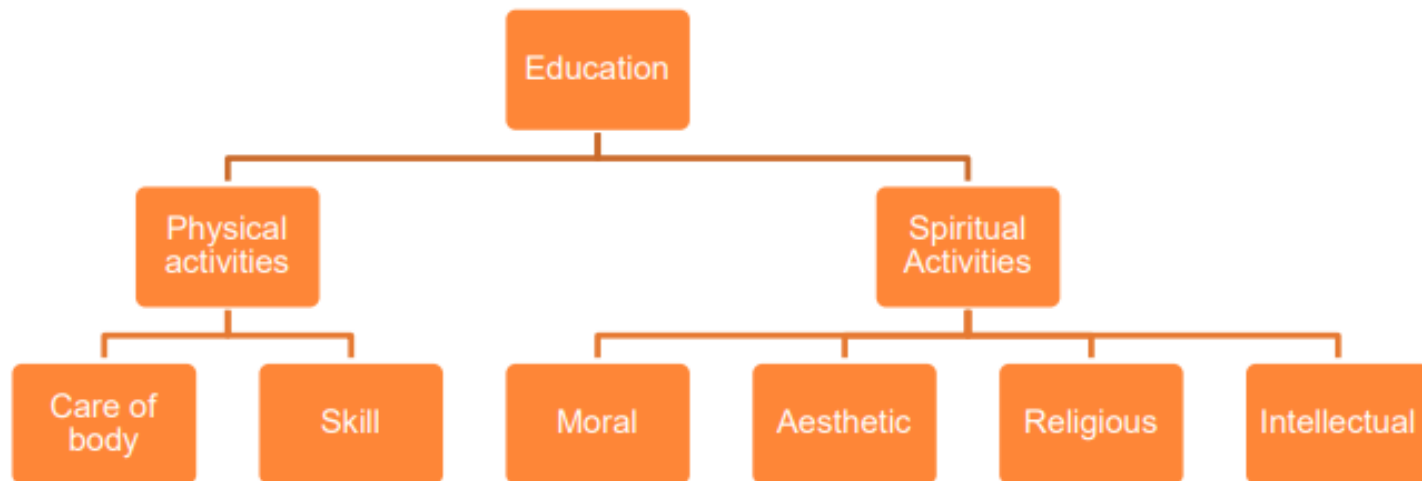 Education
Physical
activities
Spiritual
Activities
Care of
body
Skill
Moral
Aesthetic
Religious
Intellectual